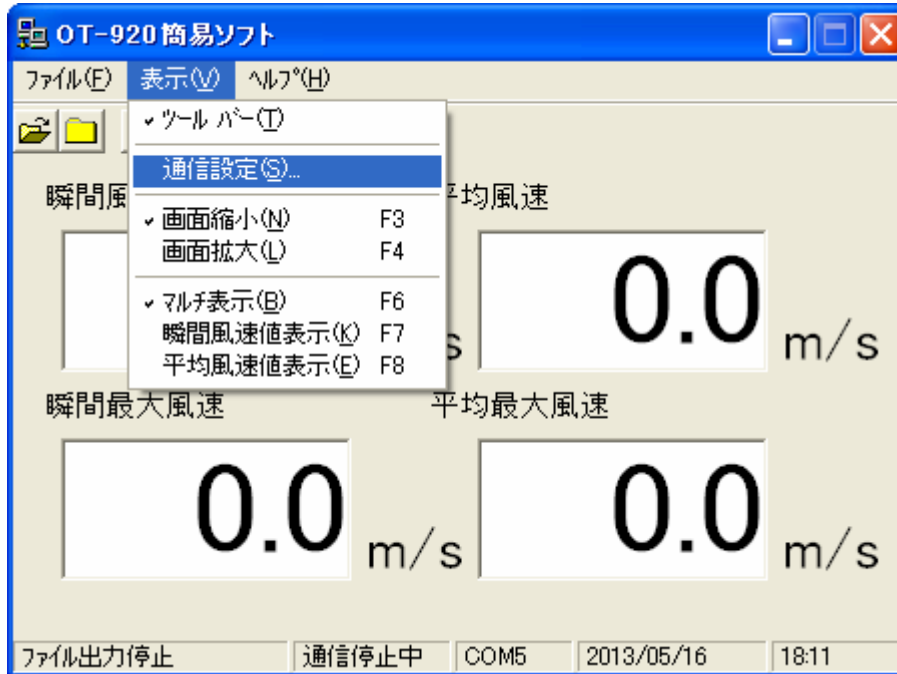 OT-920簡易ソフト
ファイル(F) 表示(V) ヘルプ(H)
ツール バー(T)
通信設定(S)...
画面縮小(N) F3
画面拡大(L) F4
マルチ表示(B) F6
瞬間風速値表示(K) F7
平均風速値表示(E) F8
瞬間風
平均風速
0.0 m/s
瞬間最大風速
平均最大風速
0.0 m/s
0.0 m/s
ファイル出力停止 通信停止中 COM5 2013/05/16 18:11